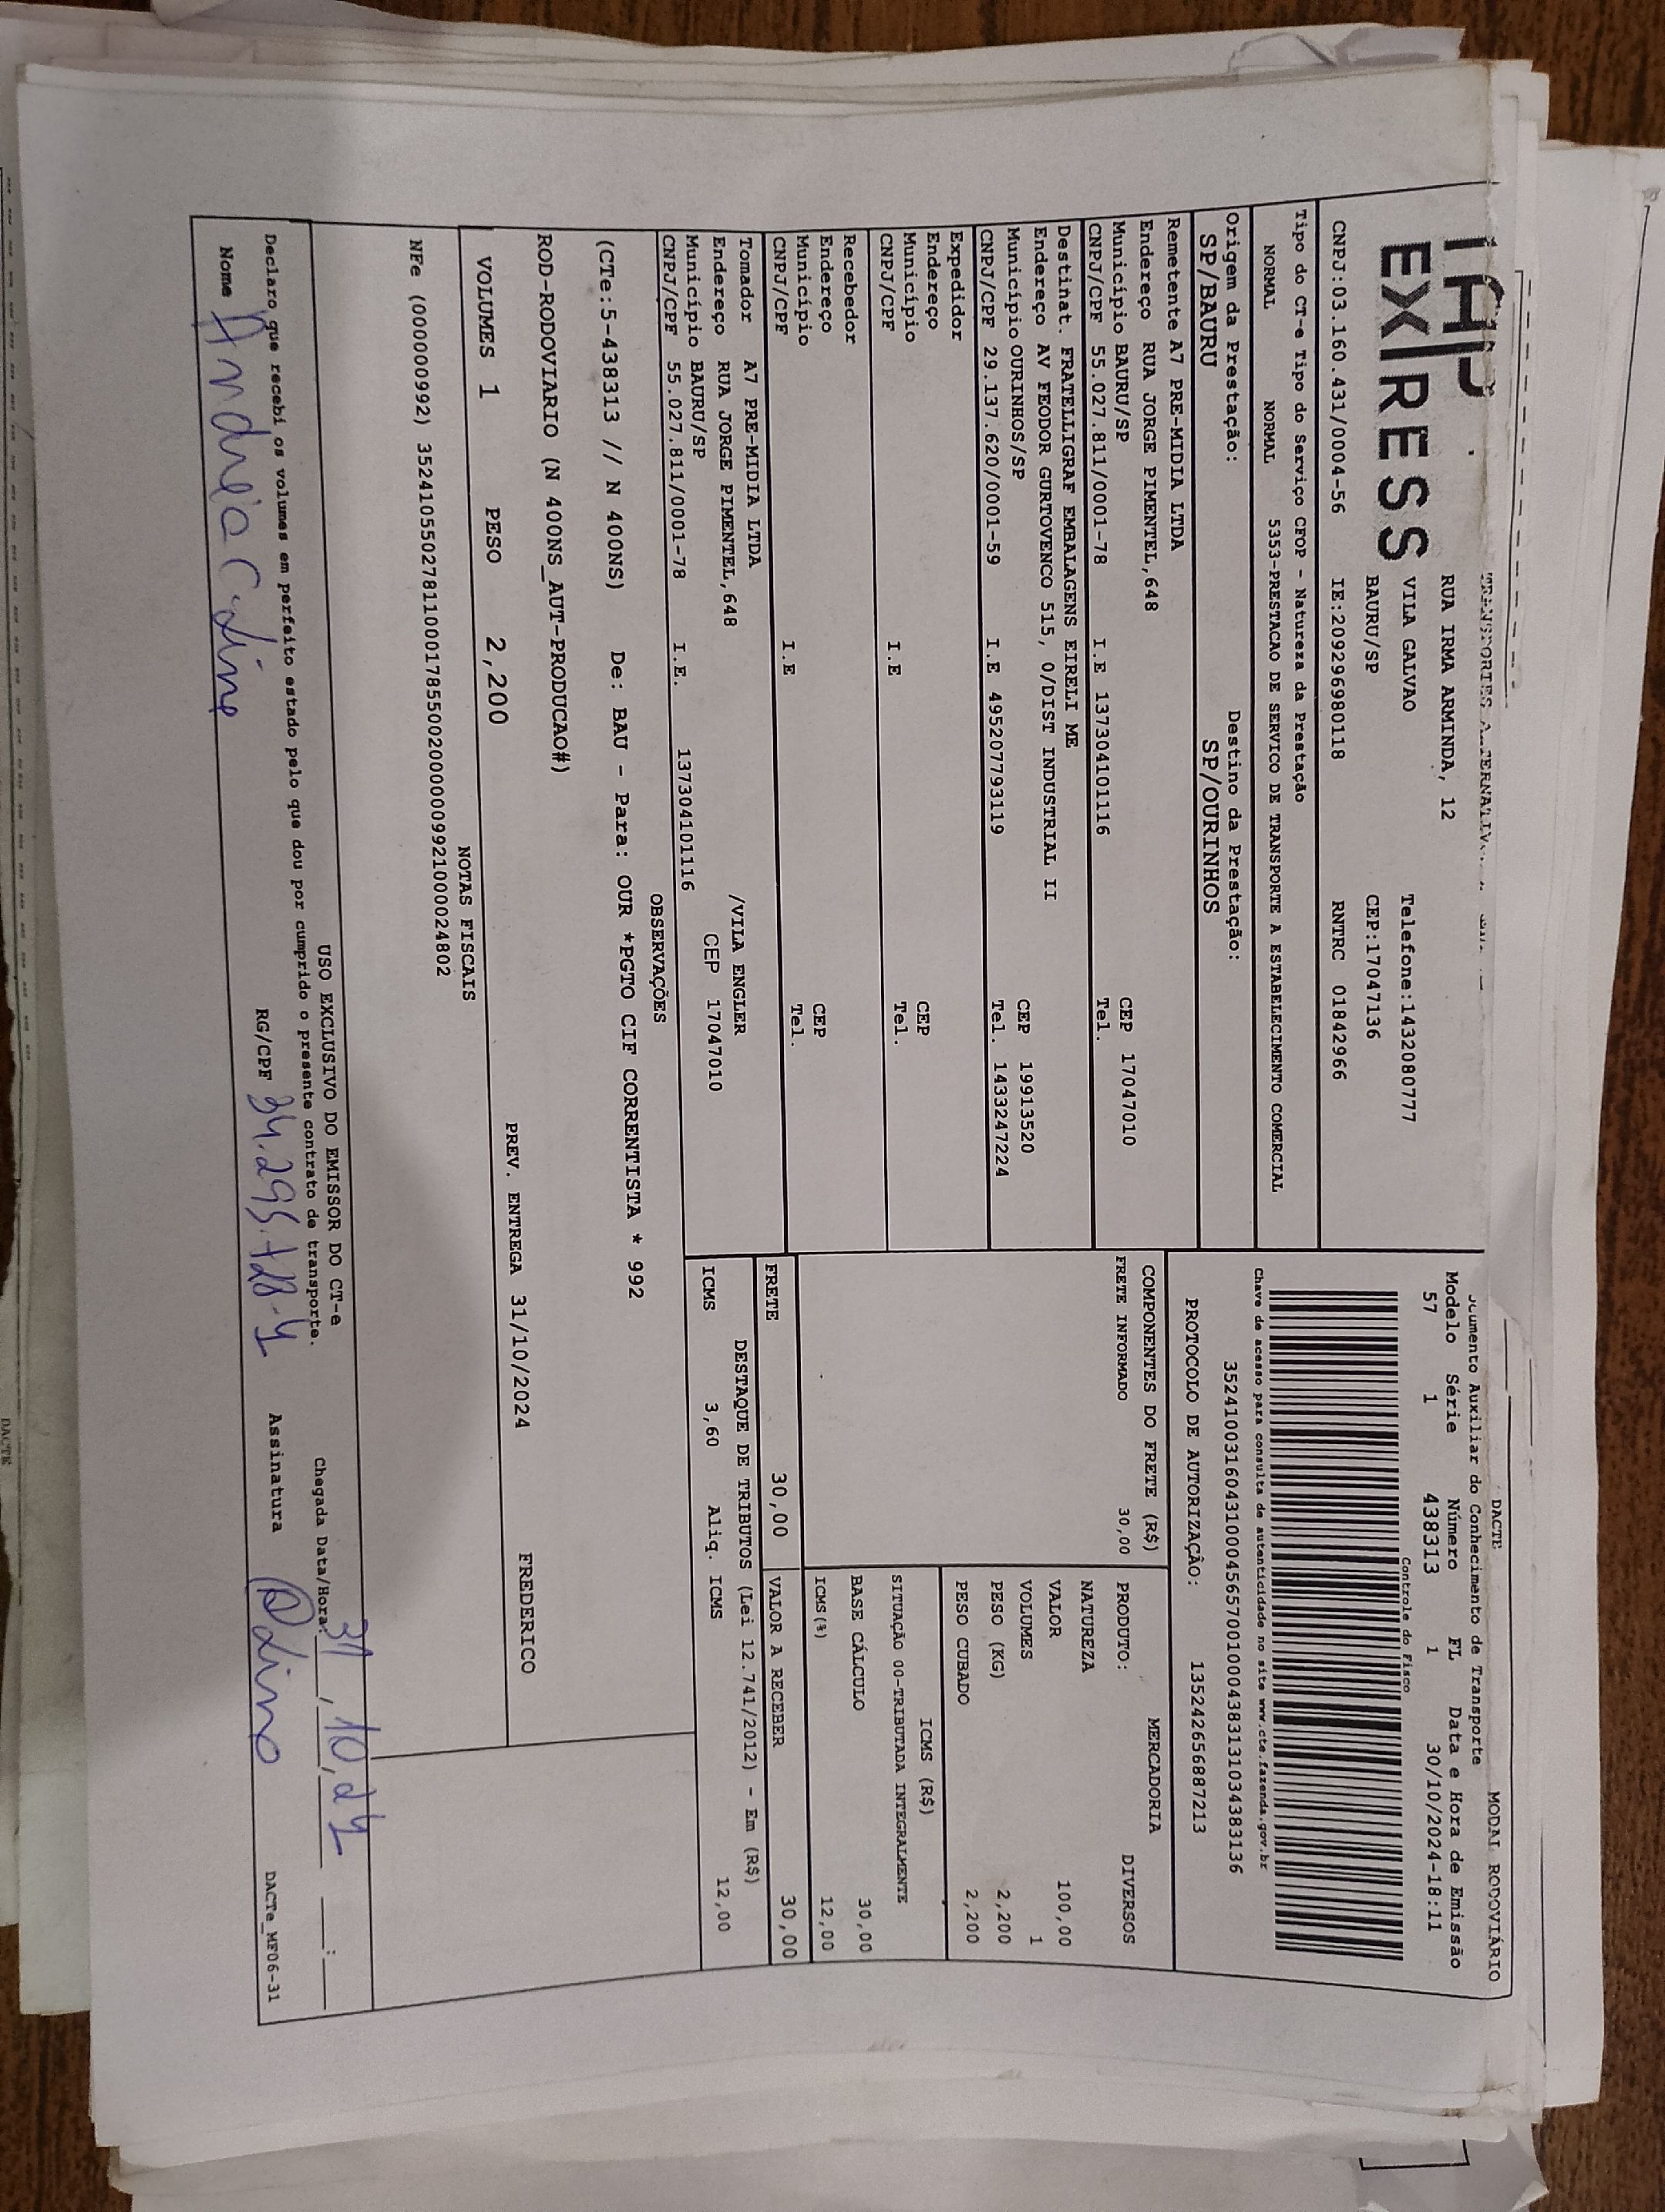 DACTE
MODAL RODOVIÁRIO
EXPRESS
RUA IRMA ARMINDA, 12
VILA GALVAO
Telefone:1432080777
BAURU/SP
CEP:17047136
CNPJ:03.160.431/0004-56 IE:209296980118 RNTRC 01842966
Auxiliar do Conhecimento de Transporte
Modelo Série Número FL Data e Hora de Emissão
57 1 438313 1 30/10/2024-18:11
Controle do Fisco
Chave de acesso para consulta de autenticidade no site www.cte.fazenda.gov.br
35241003160431000456570010004383131034383136
PROTOCOLO DE AUTORIZAÇÃO: 135242656887213
Tipo do CT-e Tipo do Serviço CFOP - Natureza da Prestação
NORMAL NORMAL 5353-PRESTACAO DE SERVICO DE TRANSPORTE A ESTABELECIMENTO COMERCIAL
Origem da Prestação: Destino da Prestação:
SP/BAURU SP/OURINHOS
Remetente A7 PRE-MIDIA LTDA
Endereço RUA JORGE PIMENTEL,648
Município BAURU/SP CEP 17047010
CNPJ/CPF 55.027.811/0001-78 I.E 137304101116 Tel.
Destinat. FRATELLIGRAF EMBALAGENS EIRELI ME
Endereço AV FEODOR GURTOVENCO 515, 0/DIST INDUSTRIAL II
Município OURINHOS/SP CEP 19913520
CNPJ/CPF 29.137.620/0001-59 I.E 495207793119 Tel. 1433247224
Expedidor
Endereço
Município CEP
CNPJ/CPF I.E Tel.
Recebedor
Endereço
Município CEP
CNPJ/CPF I.E Tel.
Tomador A7 PRE-MIDIA LTDA
Endereço RUA JORGE PIMENTEL,648 /VILA ENGLER
Município BAURU/SP CEP 17047010
CNPJ/CPF 55.027.811/0001-78 I.E. 137304101116
COMPONENTES DO FRETE (R$)
FRETE INFORMADO 30,00
MERCADORIA
PRODUTO: DIVERSOS
NATUREZA
VALOR 100,00
VOLUMES 1
PESO (KG) 2,200
PESO CUBADO 2,200
ICMS (R$)
SITUAÇÃO 00-TRIBUTADA INTEGRALMENTE
BASE CÁLCULO 30,00
ICMS(%) 12,00
FRETE 30,00 VALOR A RECEBER 30,00
DESTAQUE DE TRIBUTOS (Lei 12.741/2012) - Em (R$)
ICMS 3,60 Aliq. ICMS 12,00
OBSERVAÇÕES
(CTe:5-438313 // N 400NS) De: BAU - Para: OUR *PGTO CIF CORRENTISTA * 992
ROD-RODOVIARIO (N 400NS_AUT-PRODUCAO#)
VOLUMES 1 PESO 2,200 PREV. ENTREGA 31/10/2024 FREDERICO
NOTAS FISCAIS
NFe (000000992) 35241055027811000178550020000009921000024802
USO EXCLUSIVO DO EMISSOR DO CT-e
Declaro que recebi os volumes em perfeito estado pelo que dou por cumprido o presente contrato de transporte.
Chegada Data/Hora: 31, 10, 24 :
Nome Andréia C. Lino RG/CPF Assinatura
DACTe_MF06-31
DACTE